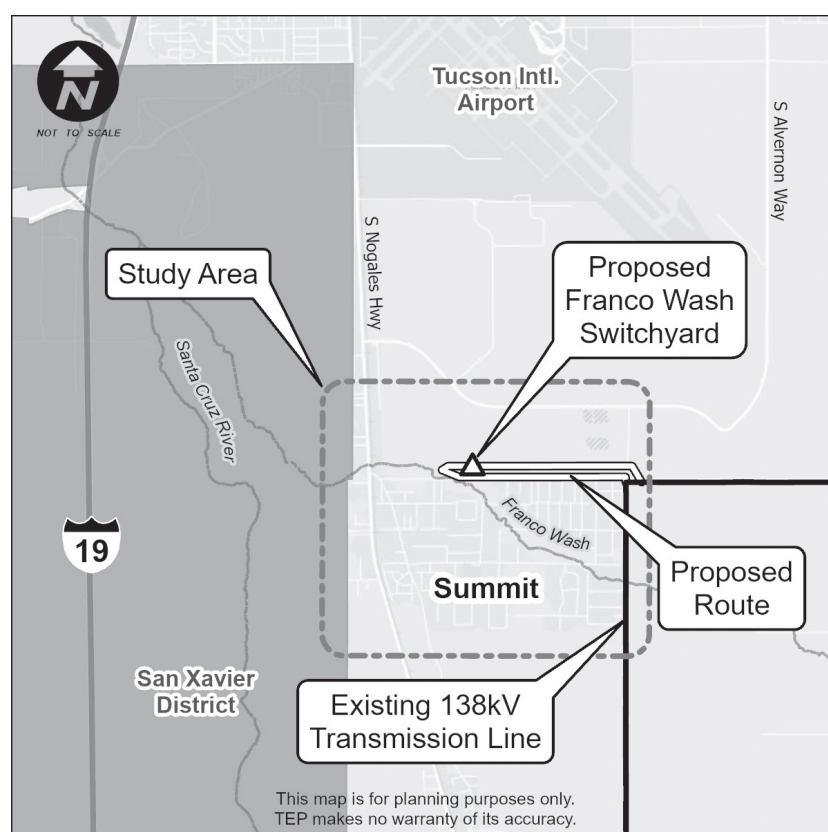 N
NOT TO SCALE
Tucson Intl.
Airport
S Alvernon Way
S Nogales Hwy
Study Area
Proposed
Franco Wash
Switchyard
Santa Cruz River
Franco Wash
19
Summit
Proposed
Route
San Xavier
District
Existing 138kV
Transmission Line
This map is for planning purposes only.
TEP makes no warranty of its accuracy.